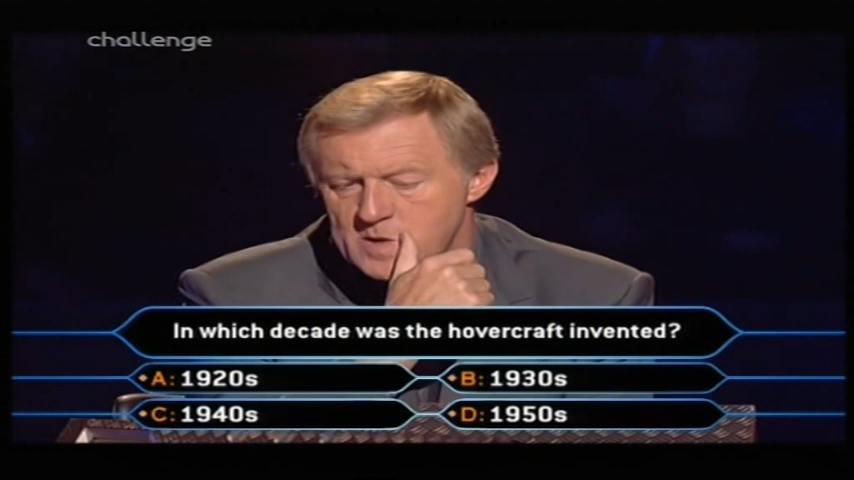 challenge
In which decade was the hovercraft invented?
A: 1920s
B: 1930s
C: 1940s
D: 1950s